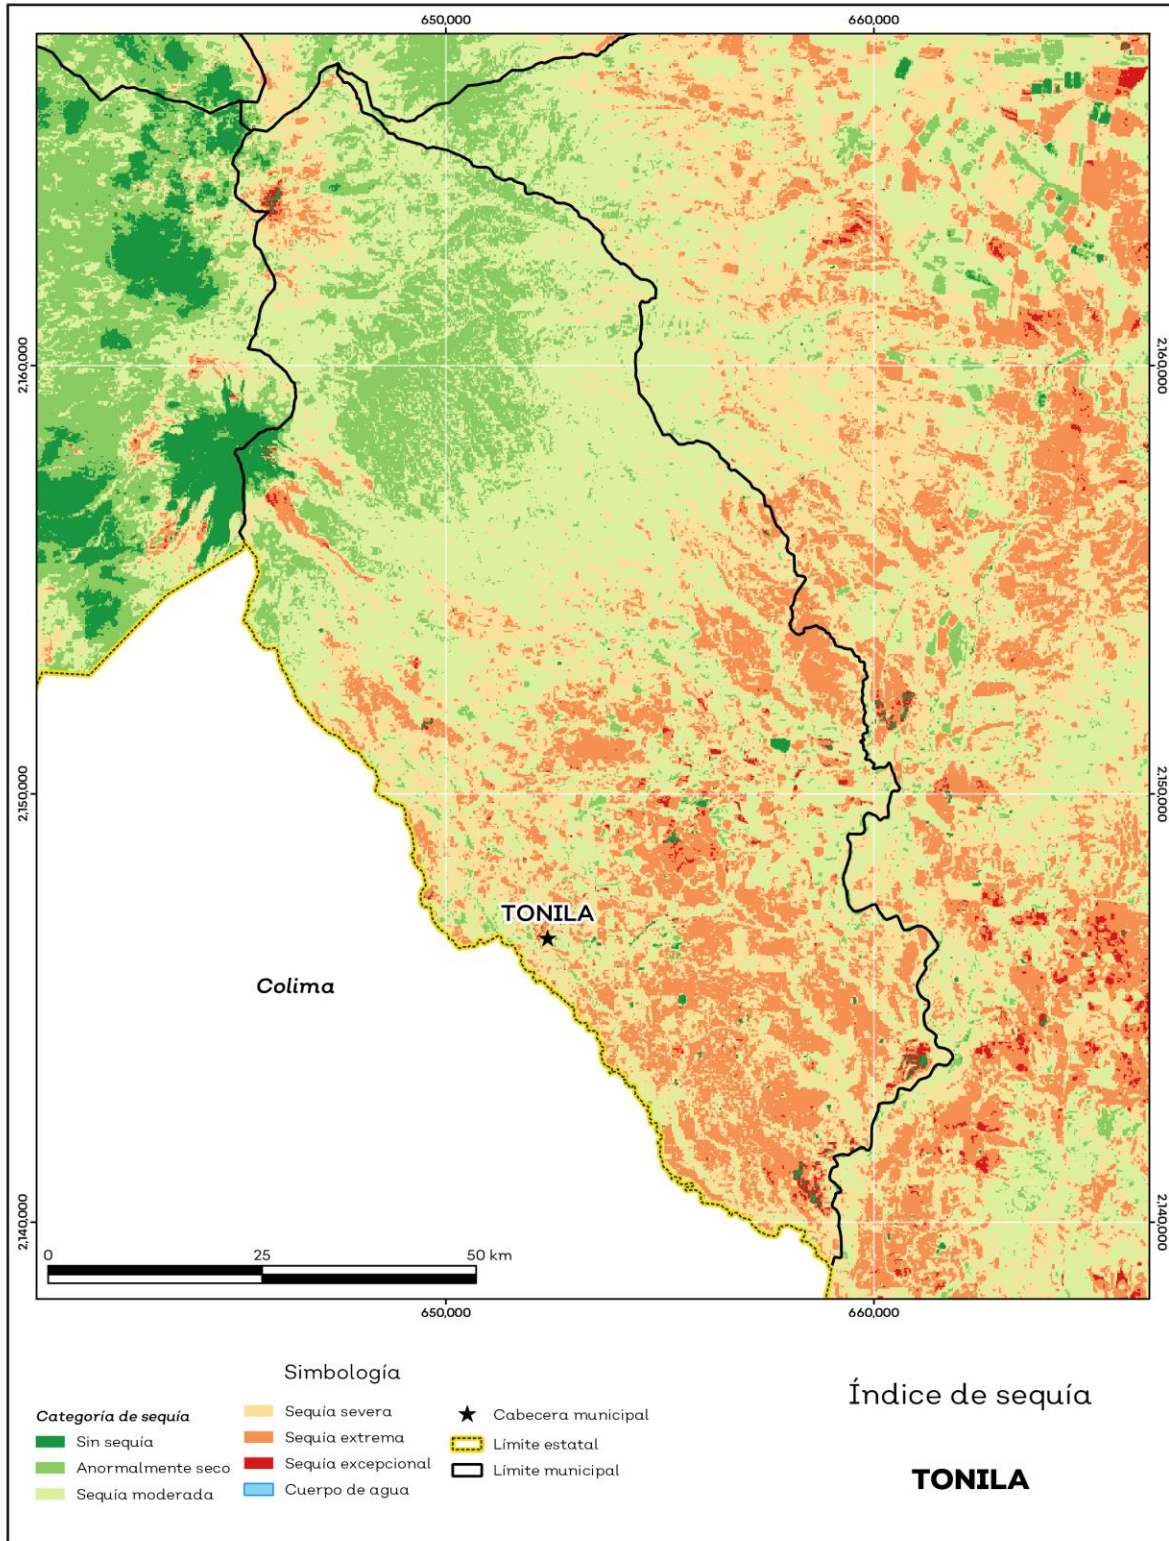 650,000
660,000
2,160,000
2,160,000
2,150,000
2,150,000
TONILA
Colima
2,140,000
2,140,000
0
25
50 km
650,000
660,000
Simbología
Categoría de sequía
Sin sequía
Anormalmente seco
Sequía moderada
Sequía severa
Sequía extrema
Sequía excepcional
Cuerpo de agua
Cabecera municipal
Límite estatal
Límite municipal
Índice de sequía
TONILA